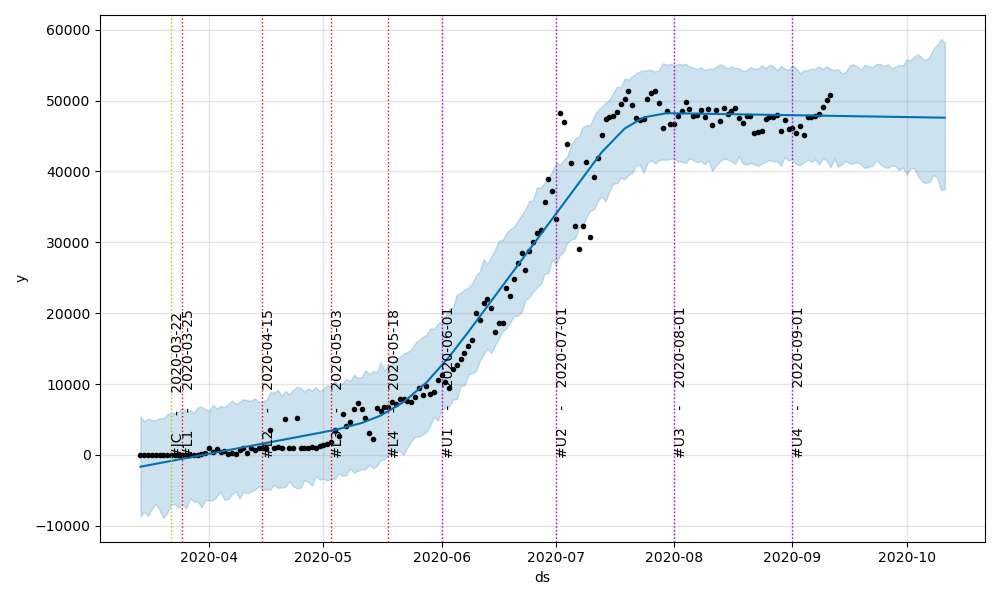 60000
50000
40000
30000
20000
10000
0
−10000
y
#JC - 2020-03-22
#L1 - 2020-03-25
#L2 - 2020-04-15
#L3 - 2020-05-03
#L4 - 2020-05-18
#U1 - 2020-06-01
#U2 - 2020-07-01
#U3 - 2020-08-01
#U4 - 2020-09-01
2020-04
2020-05
2020-06
2020-07
2020-08
2020-09
2020-10
ds